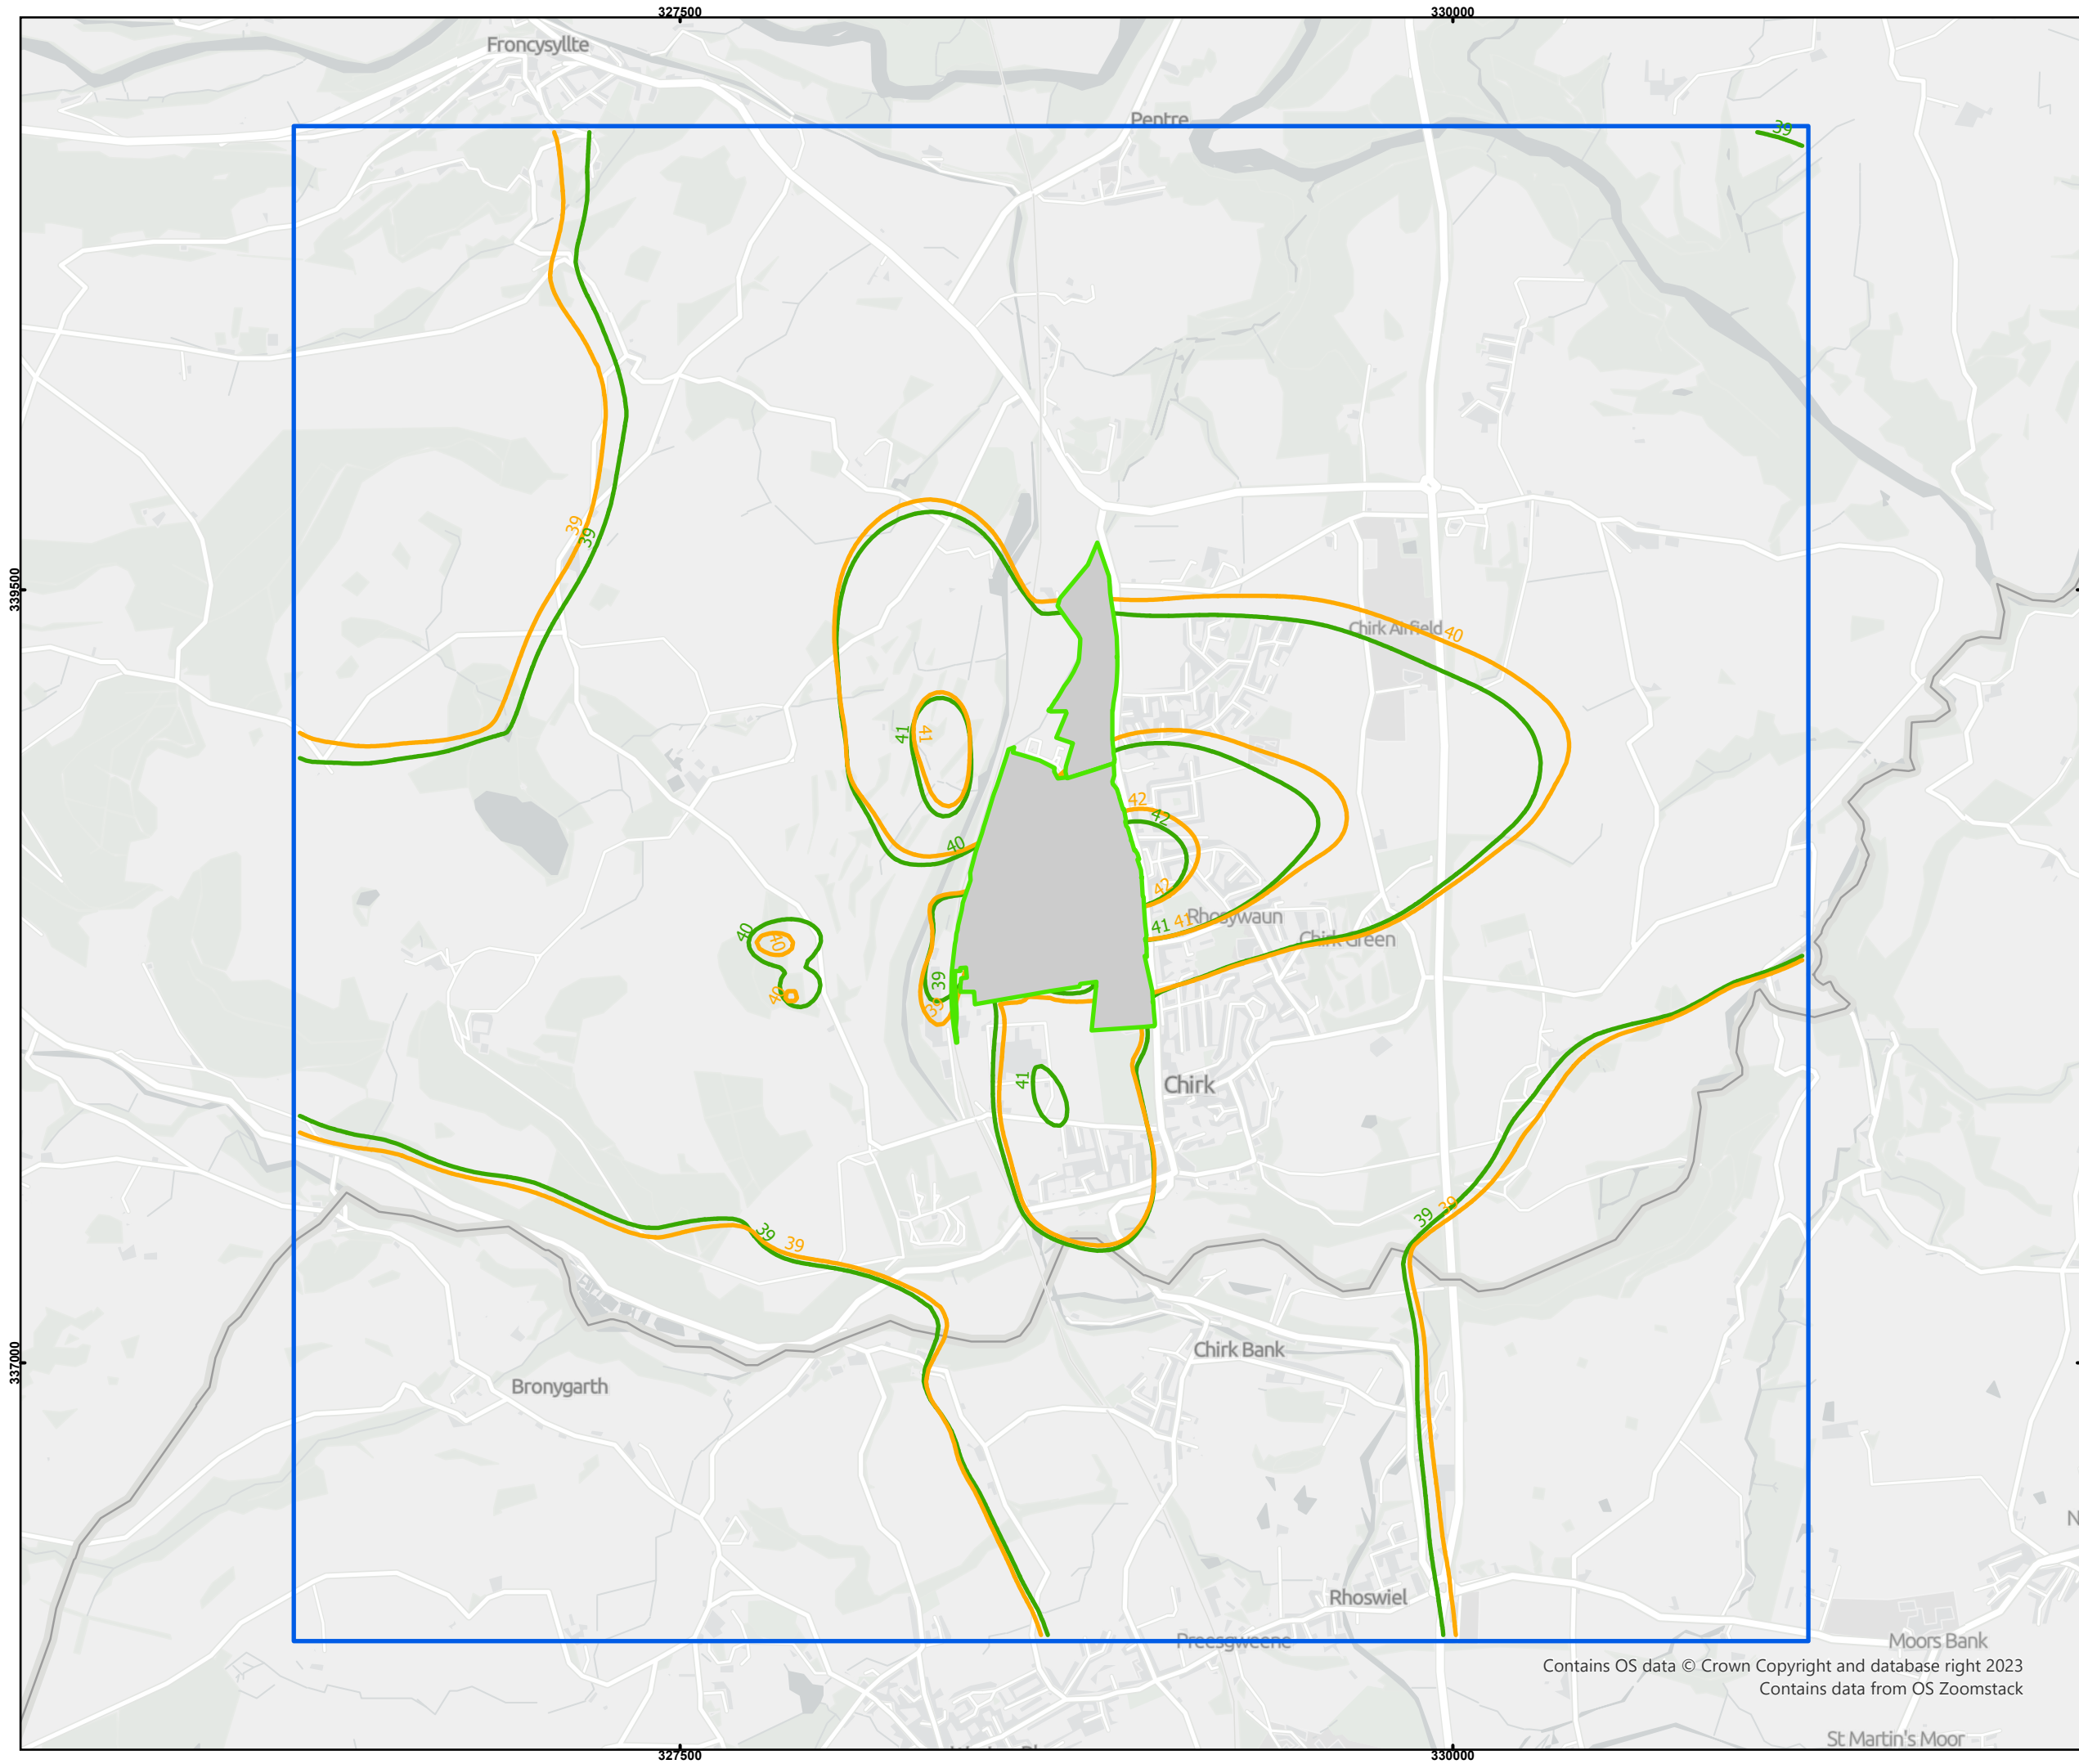 327500
330000
Froncysyllte
Pentre
39
39
39
339500
Chirk Airfield
40
41
41
42
42
40
42
40
40
41
41
Rhosywaun
Chirk Green
39
40
39
41
Chirk
39
39
39
39
Chirk Bank
337000
Bronygarth
Rhoswiel
Preesgweene
Moors Bank
Contains OS data © Crown Copyright and database right 2023
Contains data from OS Zoomstack
St Martin's Moor
327500
330000